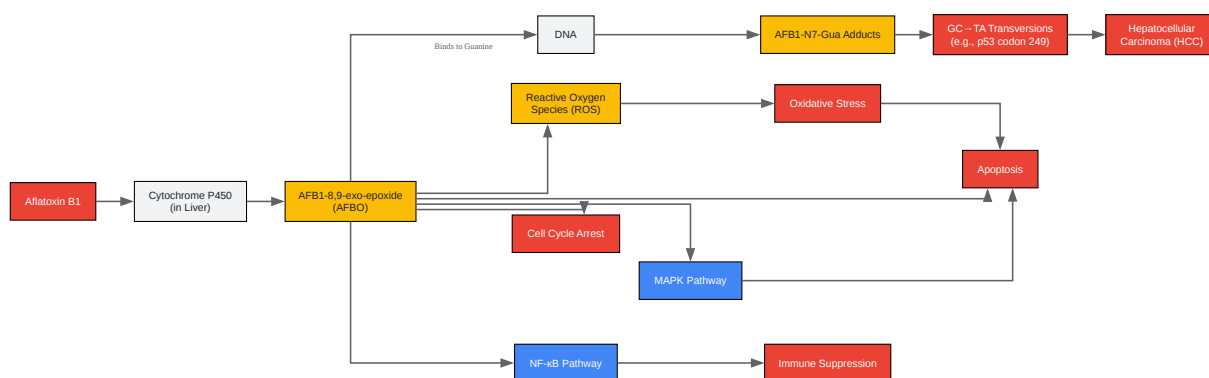 DNA
AFB1-N7-Gua Adducts
GC→TA Transversions
(e.g., p53 codon 249)
Hepatocellular
Carcinoma (HCC)
Binds to Guanine
Reactive Oxygen
Species (ROS)
Oxidative Stress
Apoptosis
Aflatoxin B1
Cytochrome P450
(in Liver)
AFB1-8,9-exo-epoxide
(AFBO)
Cell Cycle Arrest
MAPK Pathway
NF-κB Pathway
Immune Suppression